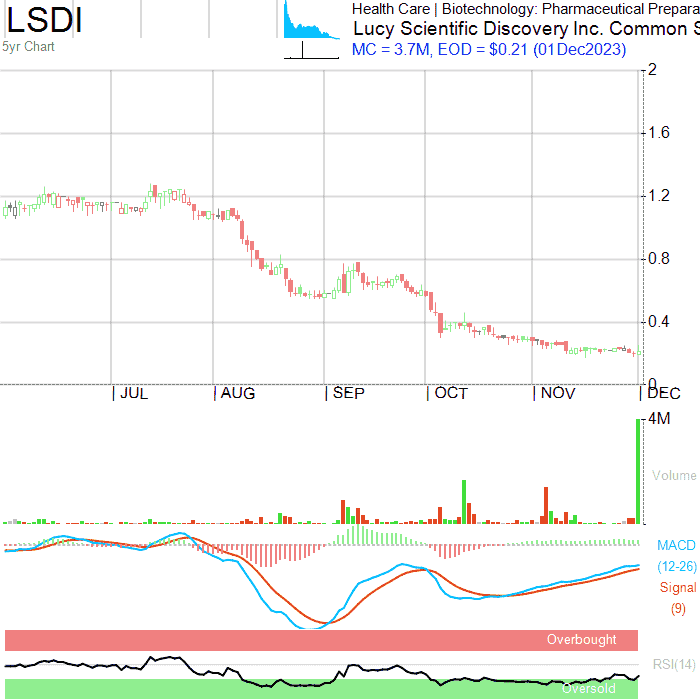 LSDI
5yr Chart
Health Care | Biotechnology: Pharmaceutical Prepara
Lucy Scientific Discovery Inc. Common S
MC = 3.7M, EOD = $0.21 (01Dec2023)
2
1.6
1.2
0.8
0.4
0
JUL
AUG
SEP
OCT
NOV
DEC
4M
Volume
MACD
(12-26)
Signal
(9)
Overbought
RSI(14)
Oversold